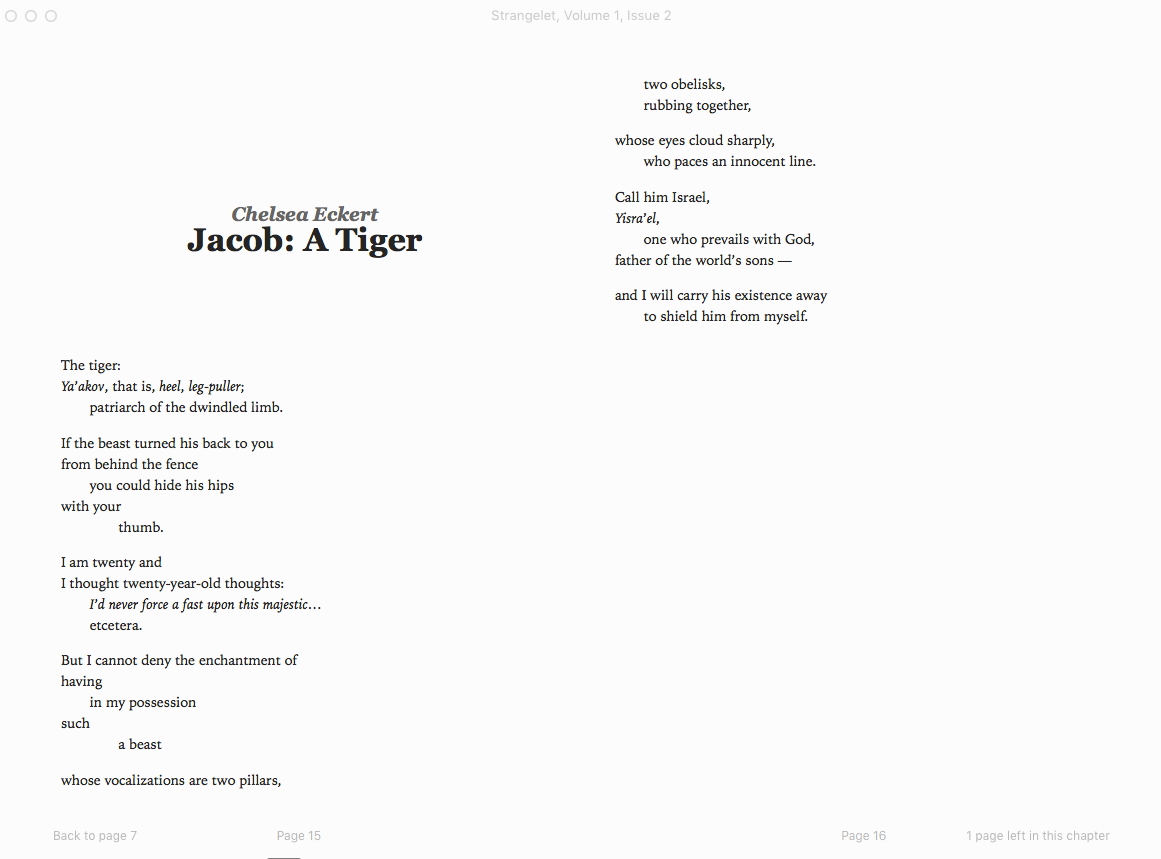 Strangelet, Volume 1, Issue 2
Chelsea Eckert
Jacob: A Tiger
The tiger:
Ya’akov, that is, heel, leg-puller;
patriarch of the dwindled limb.
If the beast turned his back to you
from behind the fence
you could hide his hips
with your
thumb.
I am twenty and
I thought twenty-year-old thoughts:
I’d never force a fast upon this majestic…
etcetera.
But I cannot deny the enchantment of
having
in my possession
such
a beast
whose vocalizations are two pillars,
two obelisks,
rubbing together,
whose eyes cloud sharply,
who paces an innocent line.
Call him Israel,
Yisra’el,
one who prevails with God,
father of the world’s sons —
and I will carry his existence away
to shield him from myself.
Back to page 7
Page 15
Page 16
1 page left in this chapter